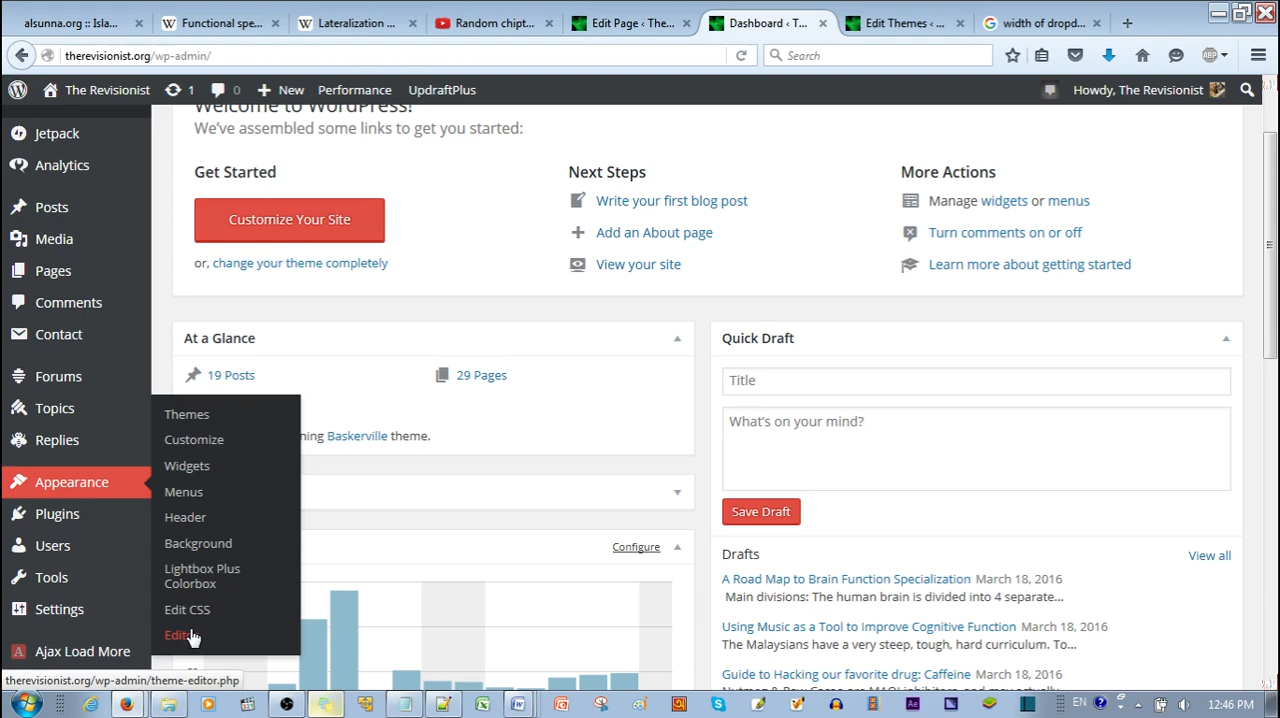 alsunna.org :: Isla...
Functional spe...
Lateralization ...
Random chipt...
Edit Page ‹ The...
Dashboard ‹ T...
Edit Themes ‹ ...
width of dropd...
therevisionist.org/wp-admin/
Search
ABP
The Revisionist
1
0
New
Performance
UpdraftPlus
Howdy, The Revisionist
Jetpack
Analytics
Posts
Media
Pages
Comments
Contact
Forums
Topics
Replies
Appearance
Plugins
Users
Tools
Settings
Ajax Load More
Themes
Customize
Widgets
Menus
Header
Background
Lightbox Plus
Colorbox
Edit CSS
therevisionist.org/wp-admin/theme-editor.php
Welcome to WordPress!
We've assembled some links to get you started:
Get Started
Customize Your Site
or, change your theme completely
Next Steps
Write your first blog post
Add an About page
View your site
More Actions
Manage widgets or menus
Turn comments on or off
Learn more about getting started
At a Glance
19 Posts
29 Pages
Baskerville theme.
Configure
Quick Draft
Title
What's on your mind?
Save Draft
Drafts
View all
A Road Map to Brain Function Specialization March 18, 2016
Main divisions: The human brain is divided into 4 separate...
Using Music as a Tool to Improve Cognitive Function March 18, 2016
The Malaysians have a very steep, tough, hard curriculum. To...
Guide to Hacking our favorite drug: Caffeine March 18, 2016
EN
12:46 PM